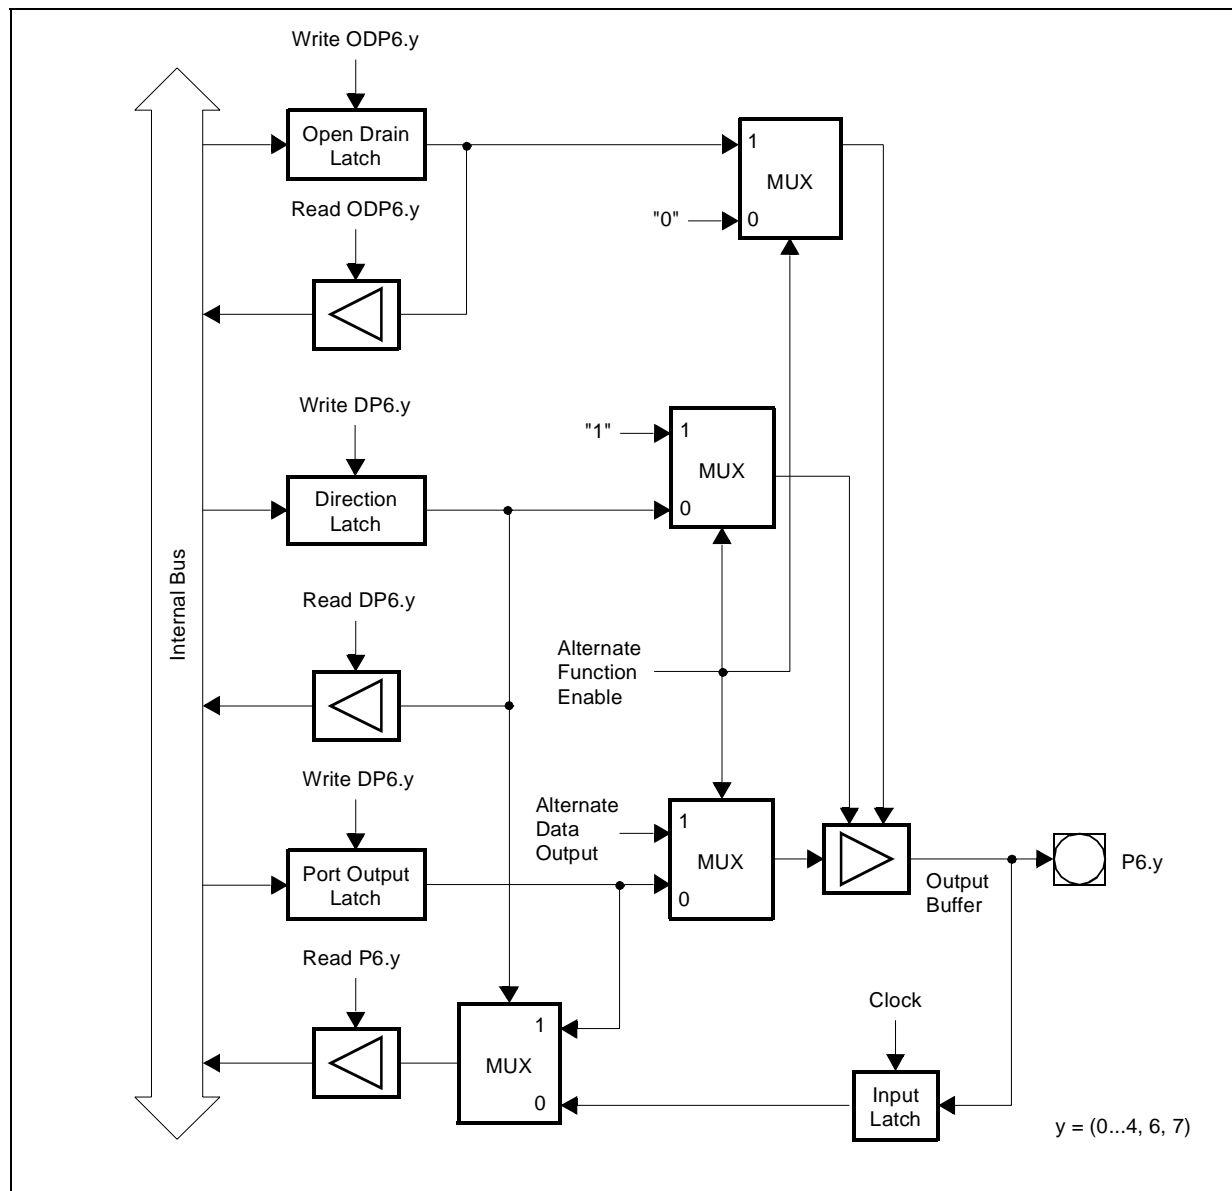 Write ODP6.y
Open Drain
Latch
1
MUX
"0"
0
Read ODP6.y
Write DP6.y
"1"
1
MUX
0
Direction
Latch
Internal Bus
Read DP6.y
Alternate
Function
Enable
Write DP6.y
Alternate
Data
Output
1
MUX
0
Port Output
Latch
Output
Buffer
P6.y
Read P6.y
1
MUX
0
Clock
Input
Latch
y = (0...4, 6, 7)